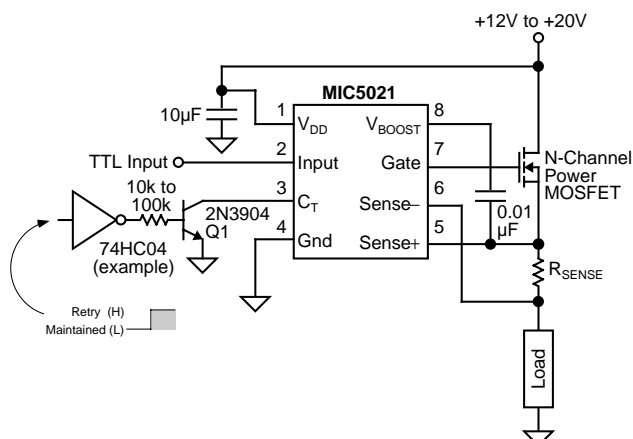 +12V to +20V
MIC5021
10µF
1
VDD
VBOOST
8
TTL Input
2
Input
Gate
7
N-Channel
Power
MOSFET
10k to
100k
3
CT
Sense−
6
2N3904
Q1
4
Gnd
Sense+
5
0.01
µF
74HC04
(example)
RSENSE
Retry (H)
Maintained (L)
Load